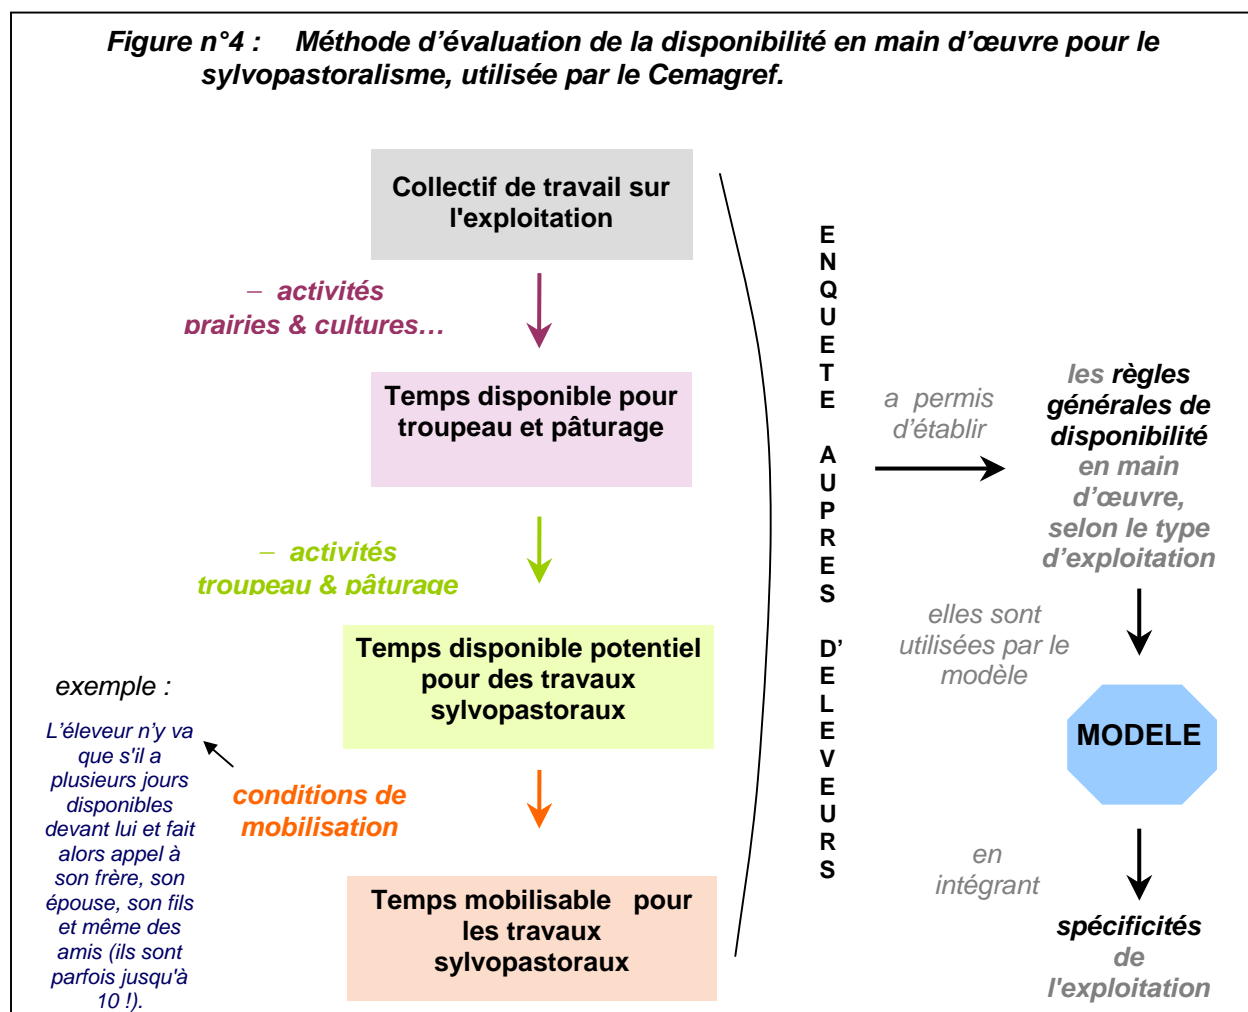 Figure n°4 : Méthode d’évaluation de la disponibilité en main d’œuvre pour le
sylvopastoralisme, utilisée par le Cemagref.
Collectif de travail sur
l'exploitation
– activités
prairies & cultures…
Temps disponible pour
troupeau et pâturage
– activités
troupeau & pâturage
Temps disponible potentiel
pour des travaux
sylvopastoraux
exemple :
L’éleveur n’y va
que s'il a
plusieurs jours
disponibles
devant lui et fait
alors appel à
son frère, son
épouse, son fils
et même des
amis (ils sont
parfois jusqu'à
10 !).
conditions de
mobilisation
Temps mobilisable pour
les travaux
sylvopastoraux
ENQUETE AUPRES D’ELEVEURS
a permis
d’établir
les règles
générales de
disponibilité
en main
d’œuvre,
selon le type
d’exploitation
elles sont
utilisées par le
modèle
MODELE
en
intégrant
spécificités
de
l'exploitation